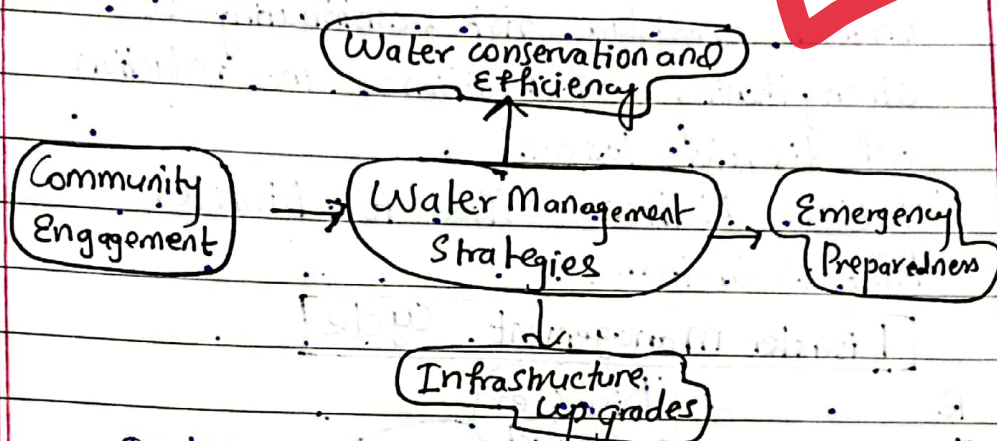 Water conservation and
Efficiency
Community
Engagement
Water Management
Strategies
Emergency
Preparedness
Infrastructure
Upgrades